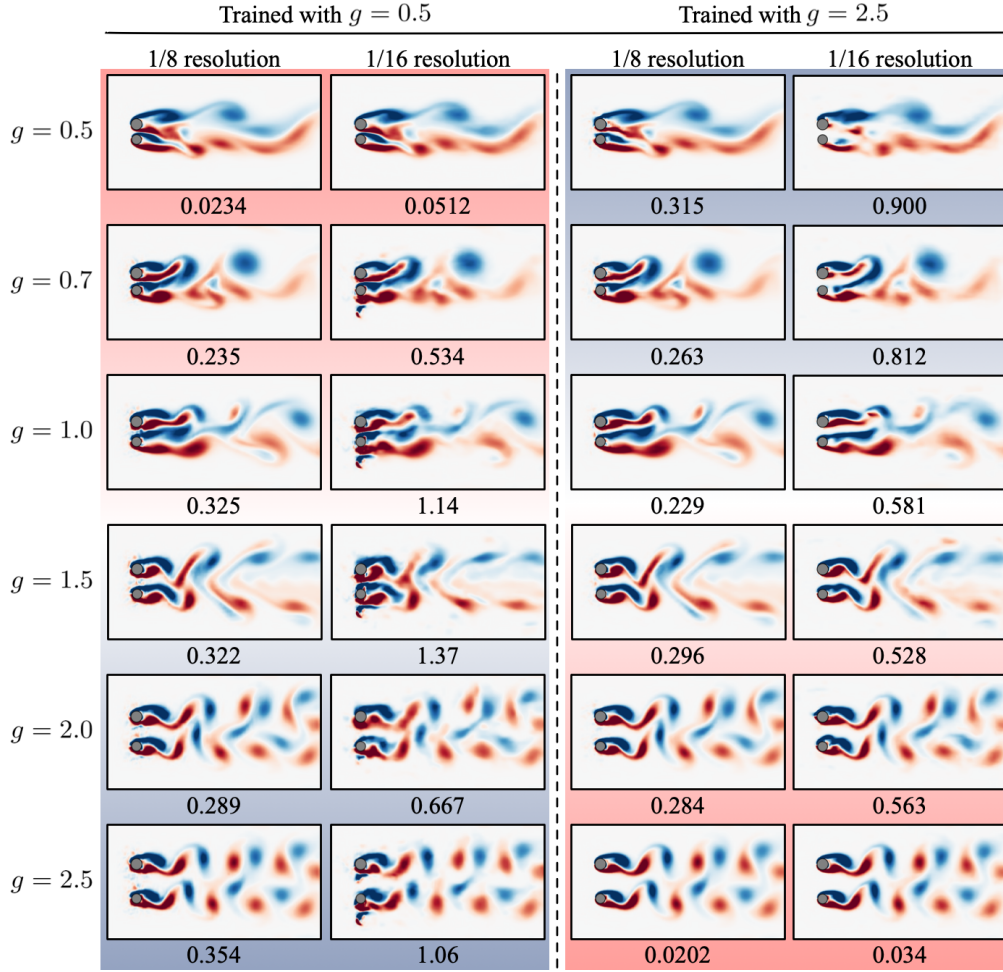 Trained with g = 0.5 Trained with g = 2.5
1/8 resolution 1/16 resolution 1/8 resolution 1/16 resolution
g = 0.5
0.0234 0.0512 0.315 0.900
g = 0.7
0.235 0.534 0.263 0.812
g = 1.0
0.325 1.14 0.229 0.581
g = 1.5
0.322 1.37 0.296 0.528
g = 2.0
0.289 0.667 0.284 0.563
g = 2.5
0.354 1.06 0.0202 0.034